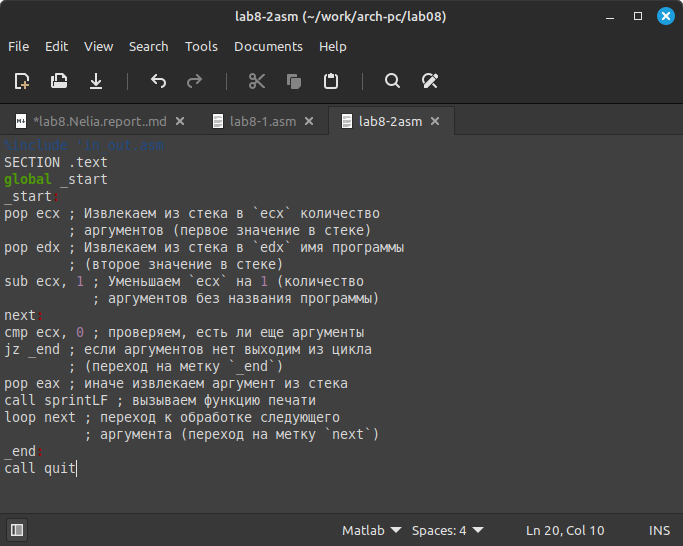 lab8-2asm (~/work/arch-pc/lab08)
File Edit View Search Tools Documents Help
*lab8.Nelia.report..md lab8-1.asm lab8-2asm
%include 'in_out.asm'
SECTION .text
global _start
_start:
pop ecx ; Извлекаем из стека в `ecx` количество
; аргументов (первое значение в стеке)
pop edx ; Извлекаем из стека в `edx` имя программы
; (второе значение в стеке)
sub ecx, 1 ; Уменьшаем `ecx` на 1 (количество
; аргументов без названия программы)
next:
cmp ecx, 0 ; проверяем, есть ли еще аргументы
jz _end ; если аргументов нет выходим из цикла
; (переход на метку `_end`)
pop eax ; иначе извлекаем аргумент из стека
call sprintLF ; вызываем функцию печати
loop next ; переход к обработке следующего
; аргумента (переход на метку `next`)
_end:
call quit
Matlab Spaces: 4 Ln 20, Col 10 INS